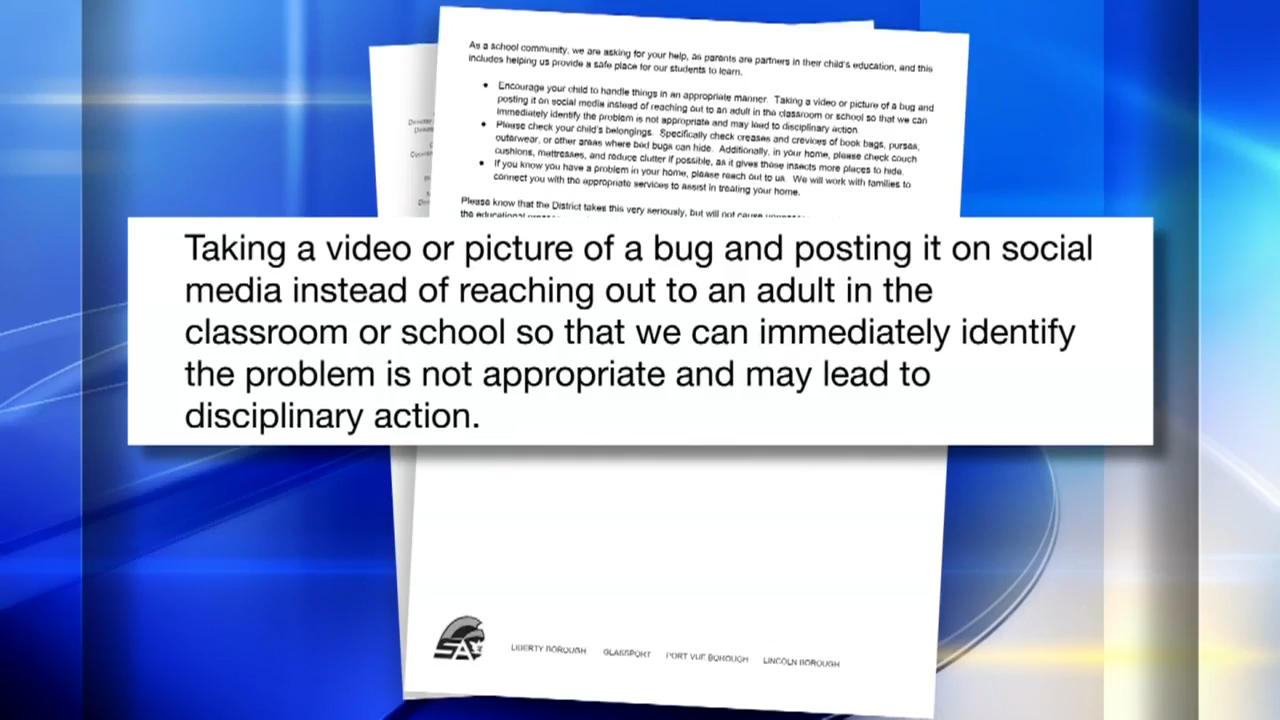 As a school community, we are asking for your help, as parents are partners in their child's education, and this
includes helping us provide a safe place for our students to learn.
• Encourage your child to handle things in an appropriate manner. Taking a video or picture of a bug and
posting it on social media instead of reaching out to an adult in the classroom or school so that we can
immediately identify the problem is not appropriate and may lead to disciplinary action.
• Please check your child's belongings. Specifically check creases and crevices of book bags, purses,
outerwear, or other areas where bed bugs can hide. Additionally, in your home, please check couch
cushions, mattresses, and reduce clutter if possible, as it gives those insects more places to hide.
• If you know you have a problem in your home, please reach out to us. We will work with families to
connect you with the appropriate services to assist in treating your home.
Please know that the District takes this very seriously, but will not cause
the educational
Taking a video or picture of a bug and posting it on social
media instead of reaching out to an adult in the
classroom or school so that we can immediately identify
the problem is not appropriate and may lead to
disciplinary action.
SA
LIBERTY BOROUGH GLASSPORT PORT VUE BOROUGH LINCOLN BOROUGH